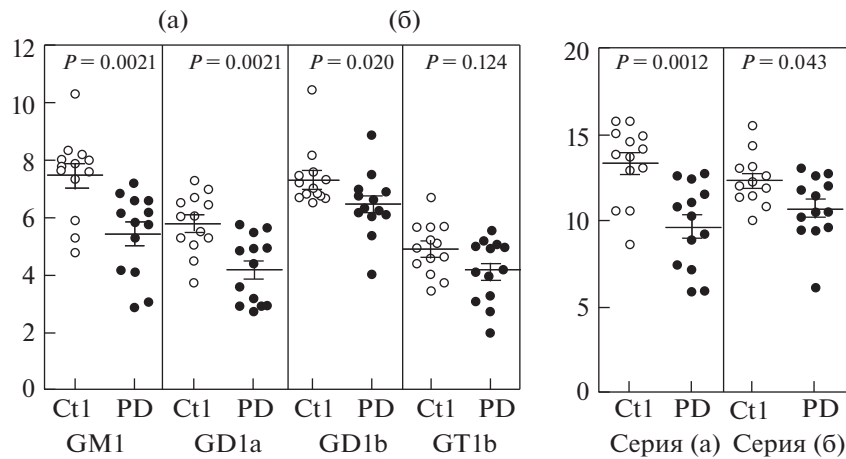 (а) (б)
12
10
8
6
4
2
0
P = 0.0021 P = 0.0021 P = 0.020 P = 0.124
Ct1 PD Ct1 PD Ct1 PD Ct1 PD
GM1 GD1a GD1b GT1b
20
15
10
5
0
P = 0.0012 P = 0.043
Ct1 PD Ct1 PD
Серия (а) Серия (б)